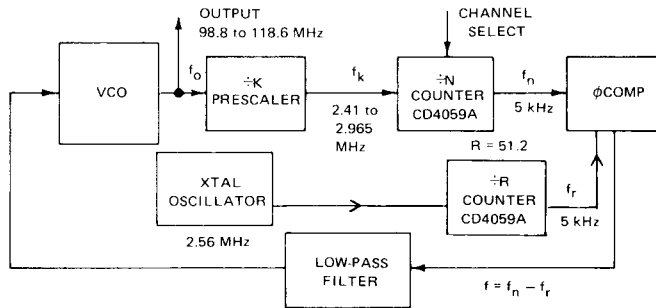 OUTPUT
98.8 to 118.6 MHz
CHANNEL
SELECT
VCO
fo
÷K
PRESCALER
fk
2.41 to
2.965
MHz
÷N
COUNTER
CD4059A
fn
5 kHz
ϕCOMP
R = 51.2
XTAL
OSCILLATOR
2.56 MHz
÷R
COUNTER
CD4059A
fr
5 kHz
LOW-PASS
FILTER
f = fn − fr